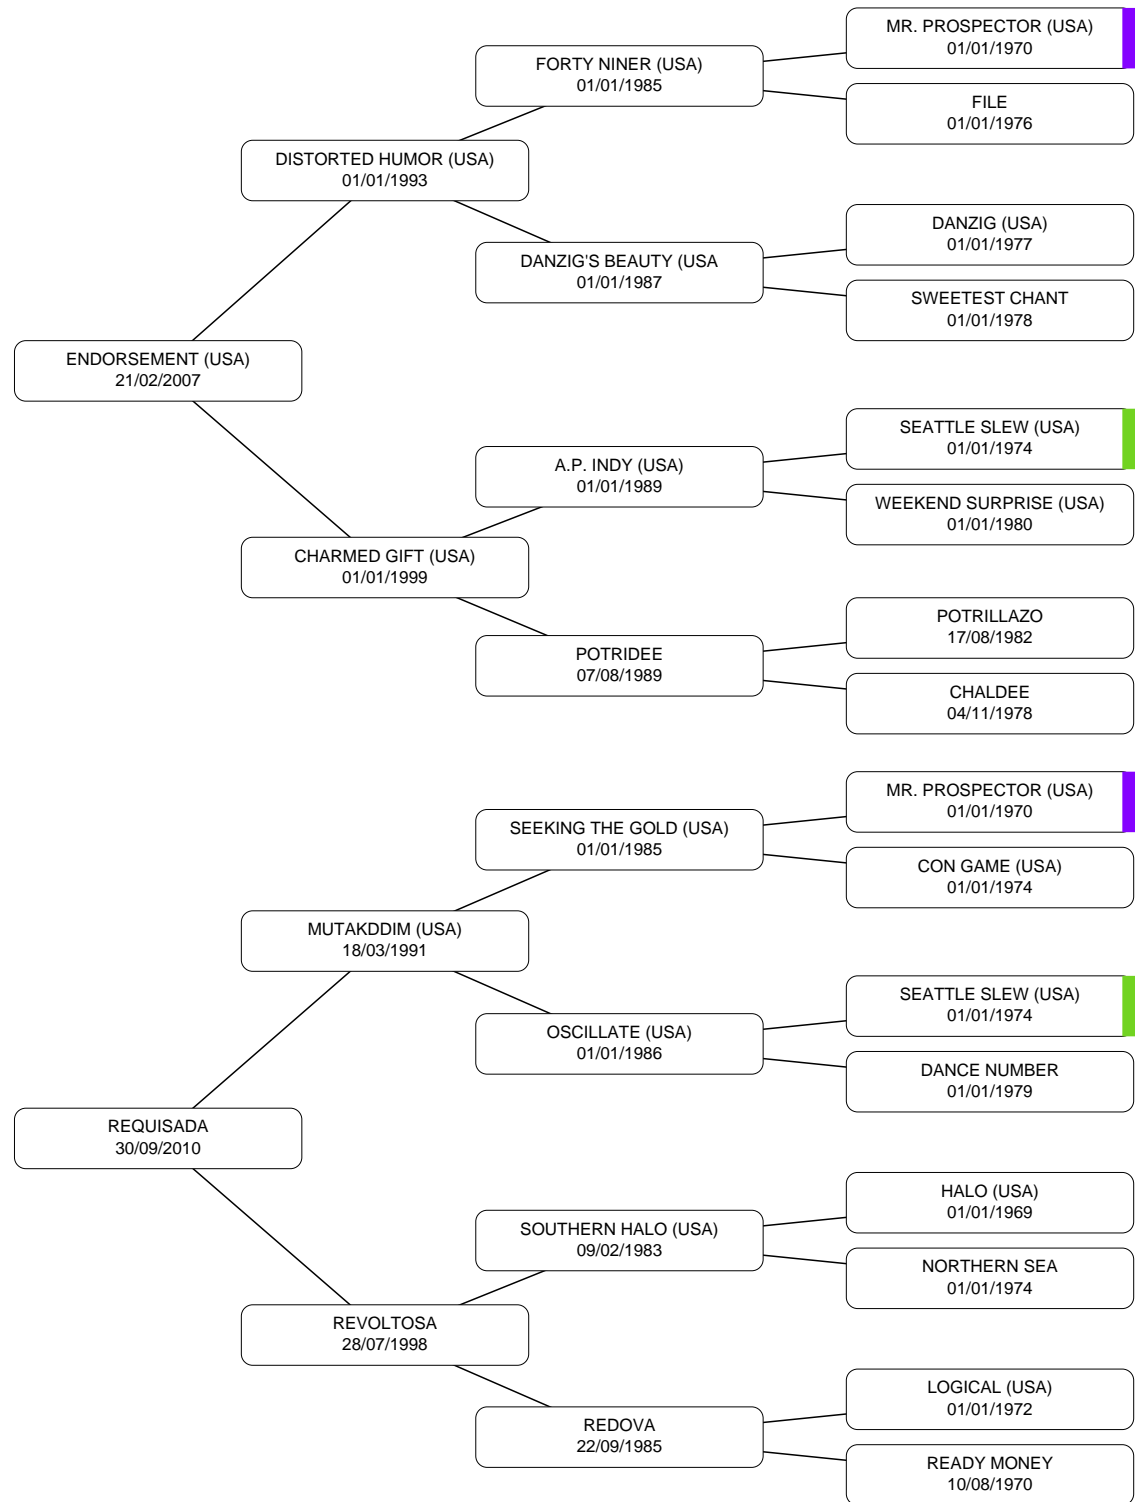 MR. PROSPECTOR (USA)
01/01/1970
FORTY NINER (USA)
01/01/1985
FILE
01/01/1976
DISTORTED HUMOR (USA)
01/01/1993
DANZIG (USA)
01/01/1977
DANZIG'S BEAUTY (USA
01/01/1987
SWEETEST CHANT
01/01/1978
ENDORSEMENT (USA)
21/02/2007
SEATTLE SLEW (USA)
01/01/1974
A.P. INDY (USA)
01/01/1989
WEEKEND SURPRISE (USA)
01/01/1980
CHARMED GIFT (USA)
01/01/1999
POTRILLAZO
17/08/1982
POTRIDEE
07/08/1989
CHALDEE
04/11/1978
MR. PROSPECTOR (USA)
01/01/1970
SEEKING THE GOLD (USA)
01/01/1985
CON GAME (USA)
01/01/1974
MUTAKDDIM (USA)
18/03/1991
SEATTLE SLEW (USA)
01/01/1974
OSCILLATE (USA)
01/01/1986
DANCE NUMBER
01/01/1979
REQUISADA
30/09/2010
HALO (USA)
01/01/1969
SOUTHERN HALO (USA)
09/02/1983
NORTHERN SEA
01/01/1974
REVOLTOSA
28/07/1998
LOGICAL (USA)
01/01/1972
REDOVA
22/09/1985
READY MONEY
10/08/1970